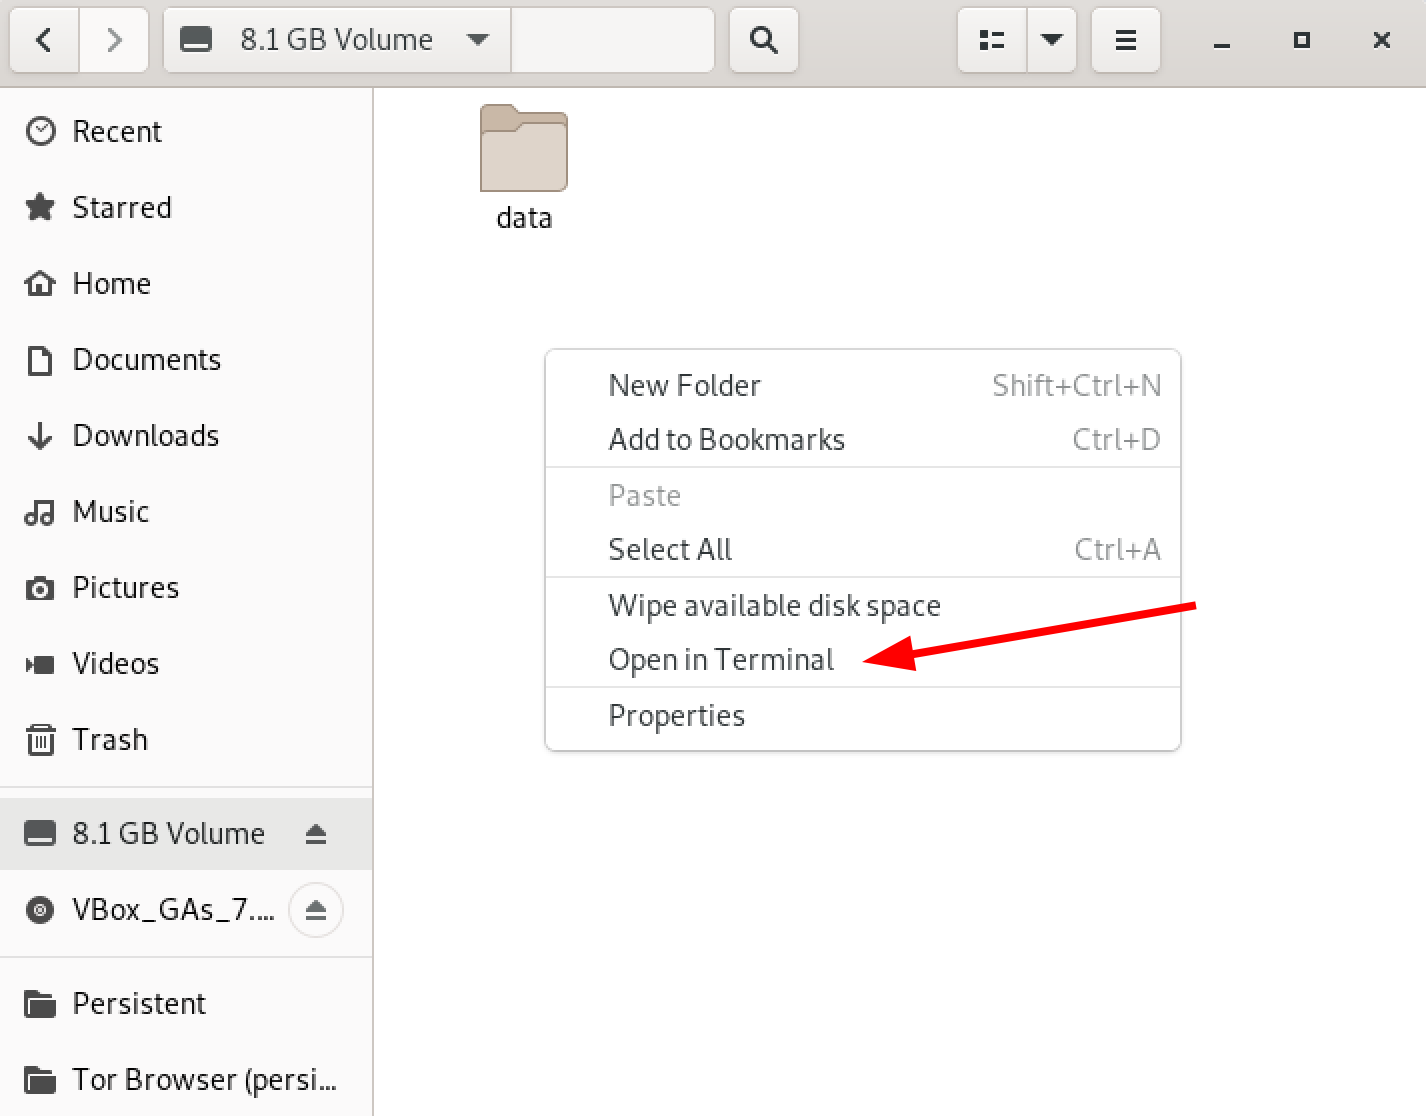 8.1 GB Volume
Recent
Starred
Home
Documents
Downloads
Music
Pictures
Videos
Trash
8.1 GB Volume
VBox_GAs_7....
Persistent
Tor Browser (persi...
data
New Folder Shift+Ctrl+N
Add to Bookmarks Ctrl+D
Paste
Select All Ctrl+A
Wipe available disk space
Open in Terminal
Properties